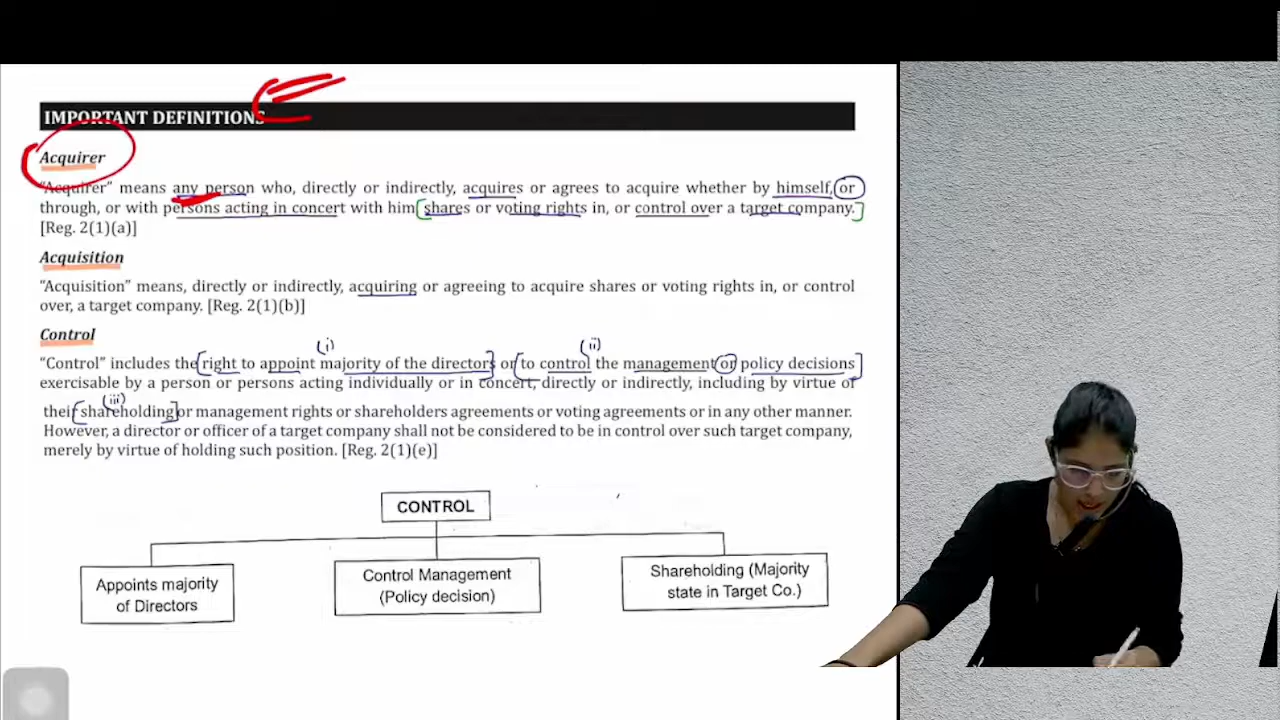 IMPORTANT DEFINITIONS
Acquirer
“Acquirer” means any person who, directly or indirectly, acquires or agrees to acquire whether by himself, or
through, or with persons acting in concert with him shares or voting rights in, or control over a target company.
[Reg. 2(1)(a)]
Acquisition
“Acquisition” means, directly or indirectly, acquiring or agreeing to acquire shares or voting rights in, or control
over, a target company. [Reg. 2(1)(b)]
Control
(i) (ii)
“Control” includes the right to appoint majority of the directors or to control the management or policy decisions
exercisable by a person or persons acting individually or in concert, directly or indirectly, including by virtue of
(iii)
their shareholding or management rights or shareholders agreements or voting agreements or in any other manner.
However, a director or officer of a target company shall not be considered to be in control over such target company,
merely by virtue of holding such position. [Reg. 2(1)(e)]
CONTROL
Appoints majority
of Directors
Control Management
(Policy decision)
Shareholding (Majority
state in Target Co.)